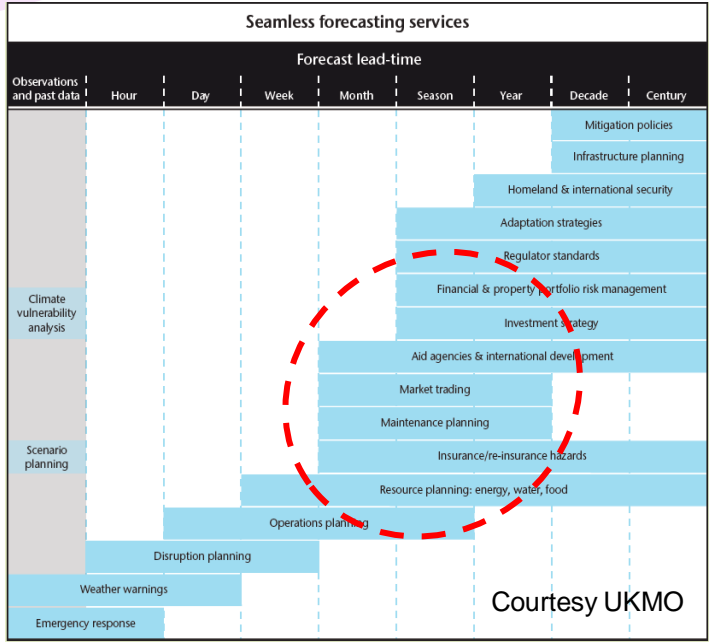 Seamless forecasting services
Forecast lead-time
Observations
and past data
Hour
Day
Week
Month
Season
Year
Decade
Century
Mitigation policies
Infrastructure planning
Homeland & international security
Adaptation strategies
Regulator standards
Climate
vulnerability
analysis
Financial & property portfolio risk management
Investment strategy
Aid agencies & international development
Market trading
Maintenance planning
Scenario
planning
Insurance/re-insurance hazards
Resource planning: energy, water, food
Operations planning
Disruption planning
Weather warnings
Emergency response
Courtesy UKMO